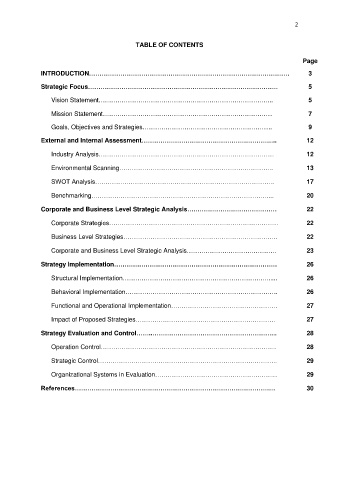 2
TABLE OF CONTENTS
Page
INTRODUCTION……………………………………………………………………………… 3
Strategic Focus………………………………………………………………………… 5
Vision Statement…………………………………………………………………….. 5
Mission Statement…………………………………………………………………… 7
Goals, Objectives and Strategies………………………………………………….. 9
External and Internal Assessment…………………………………………………….. 12
Industry Analysis……………………………………………………………………… 12
Environmental Scanning……………………………………………………………… 13
SWOT Analysis………………………………………………………………………… 17
Benchmarking………………………………………………………………………… 20
Corporate and Business Level Strategic Analysis…………………………………… 22
Corporate Strategies…………………………………………………………………… 22
Business Level Strategies……………………………………………………………… 22
Corporate and Business Level Strategic Analysis…………………………………… 23
Strategy Implementation………………………………………………………………… 26
Structural Implementation……………………………………………………………... 26
Behavioral Implementation…………………………………………………………….. 26
Functional and Operational Implementation………………………………………… 27
Impact of Proposed Strategies………………………………………………………… 27
Strategy Evaluation and Control………………………………………………………... 28
Operation Control……………………………………………………………………… 28
Strategic Control……………………………………………………………………… 29
Organtrational Systems in Evaluation………………………………………………… 29
References………………………………………………………………………………… 30